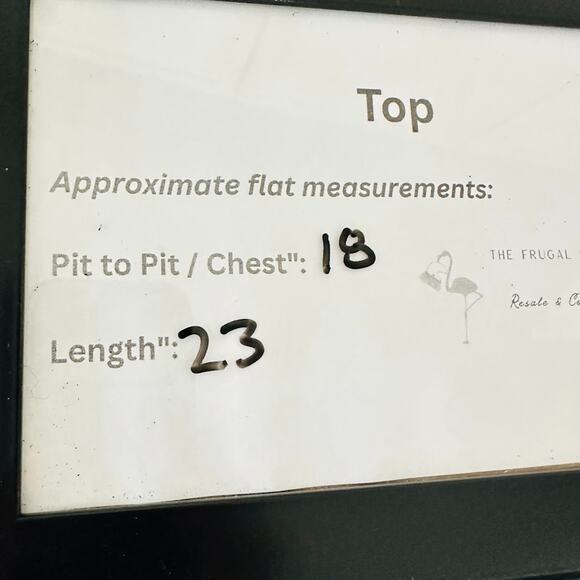 Top
Approximate flat measurements:
Pit to Pit / Chest": 18
THE FRUGAL
Resale &
Length": 23